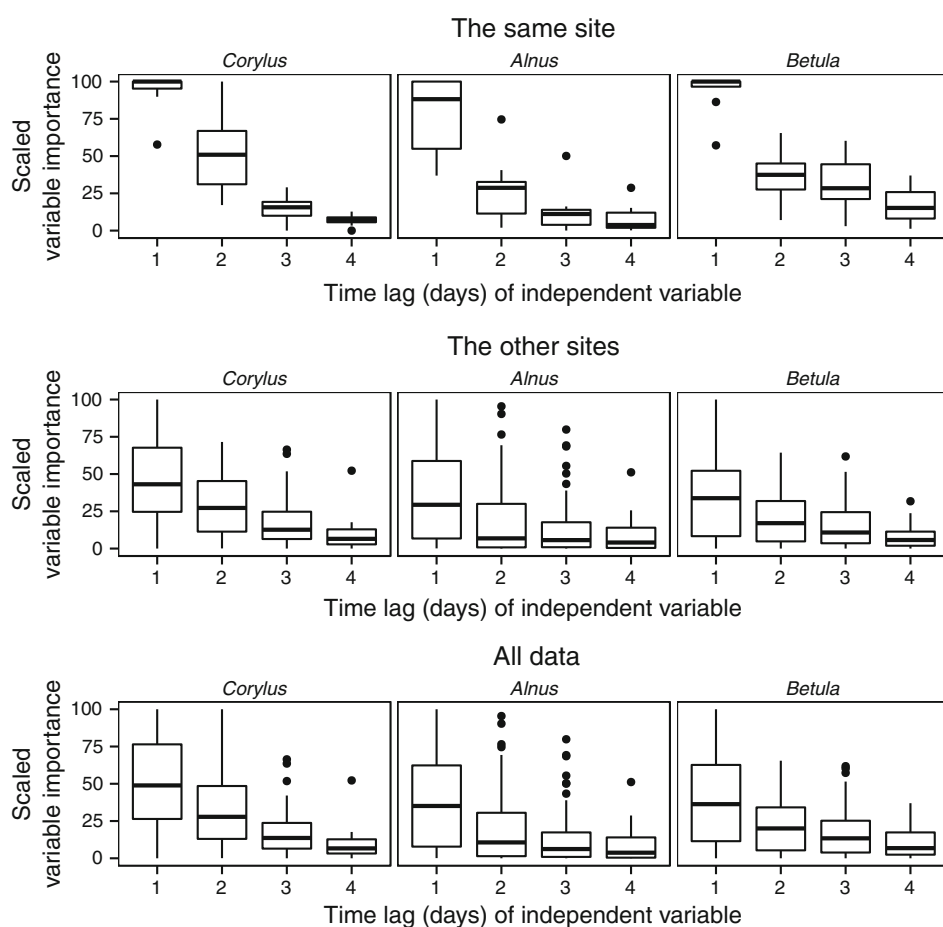 The same site
Corylus Alnus Betula
Scaled
variable importance
100
75
50
25
0
1 2 3 4 1 2 3 4 1 2 3 4
Time lag (days) of independent variable
The other sites
Corylus Alnus Betula
Scaled
variable importance
100
75
50
25
0
1 2 3 4 1 2 3 4 1 2 3 4
Time lag (days) of independent variable
All data
Corylus Alnus Betula
Scaled
variable importance
100
75
50
25
0
1 2 3 4 1 2 3 4 1 2 3 4
Time lag (days) of independent variable